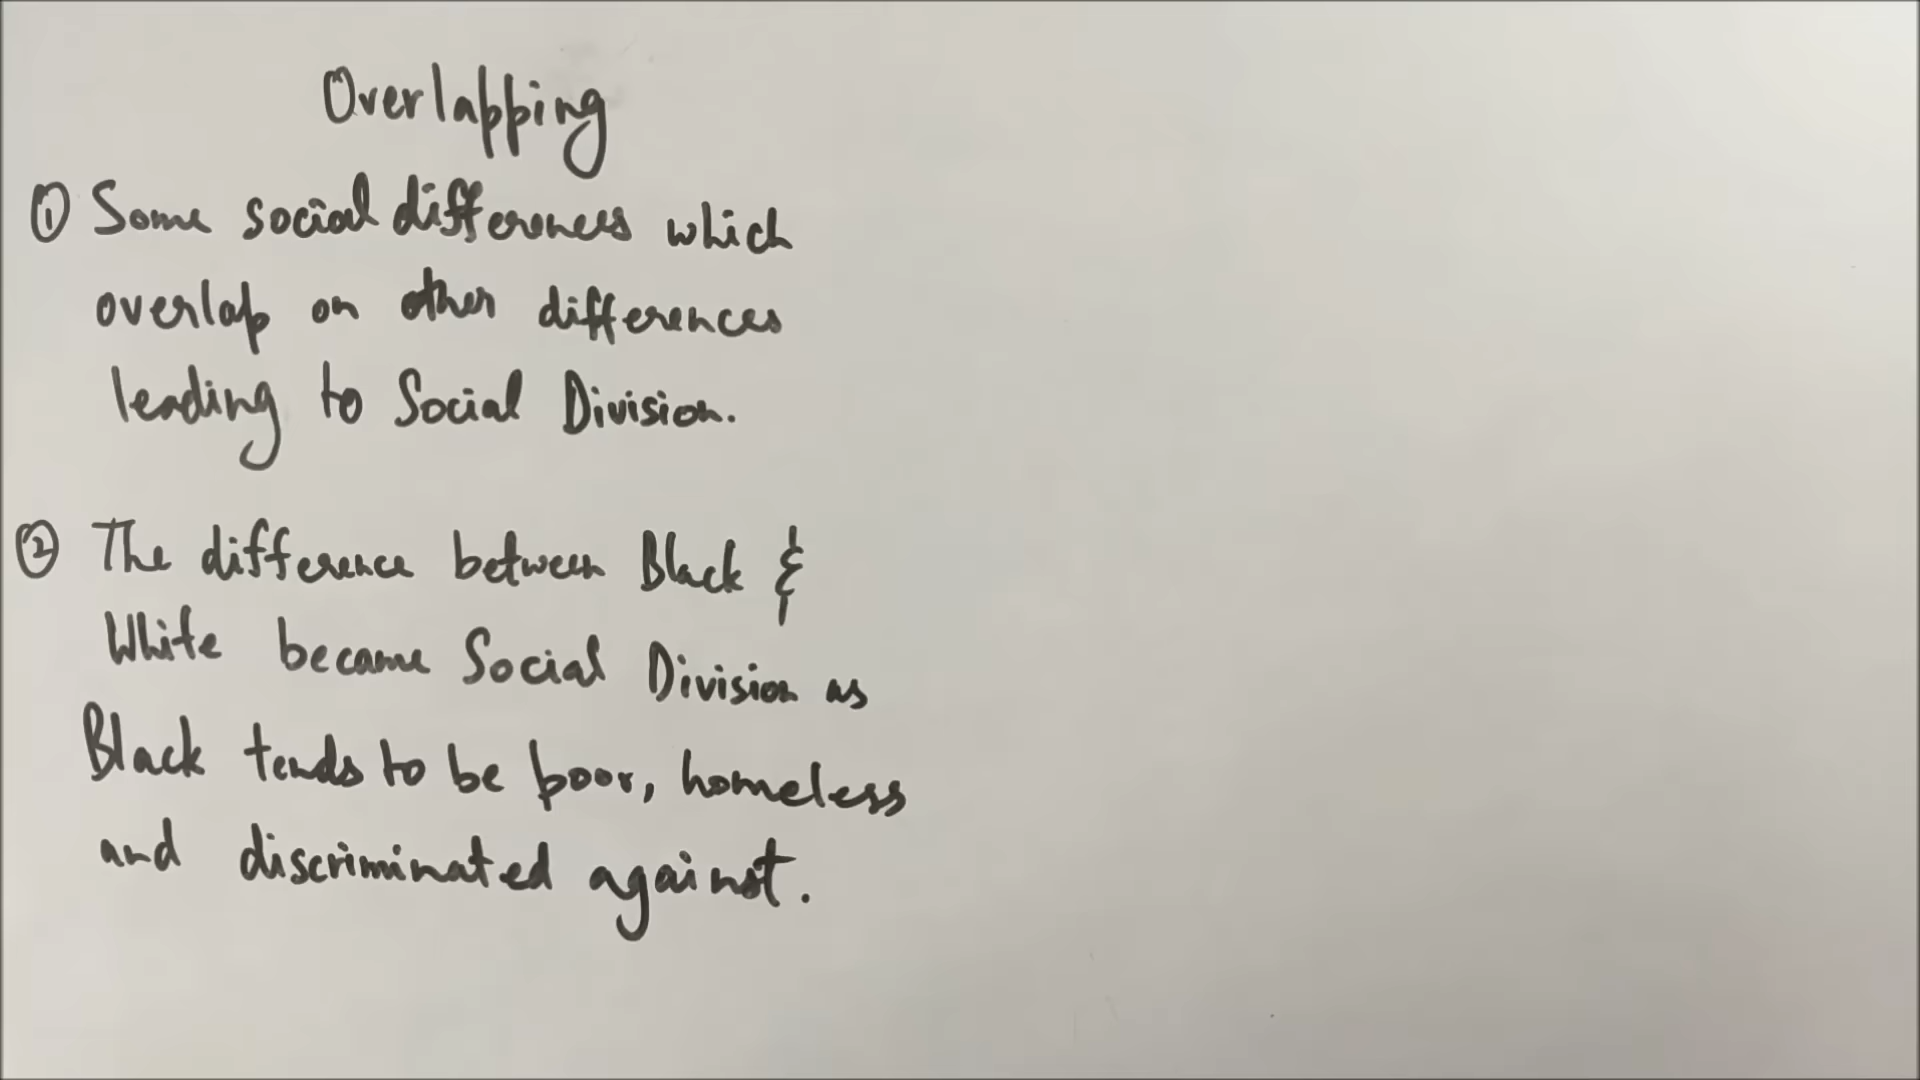 Overlapping
① Some social differences which
overlap on other differences
leading to Social Division.
② The difference between Black &
White became Social Division as
Black tends to be poor, homeless
and discriminated against.